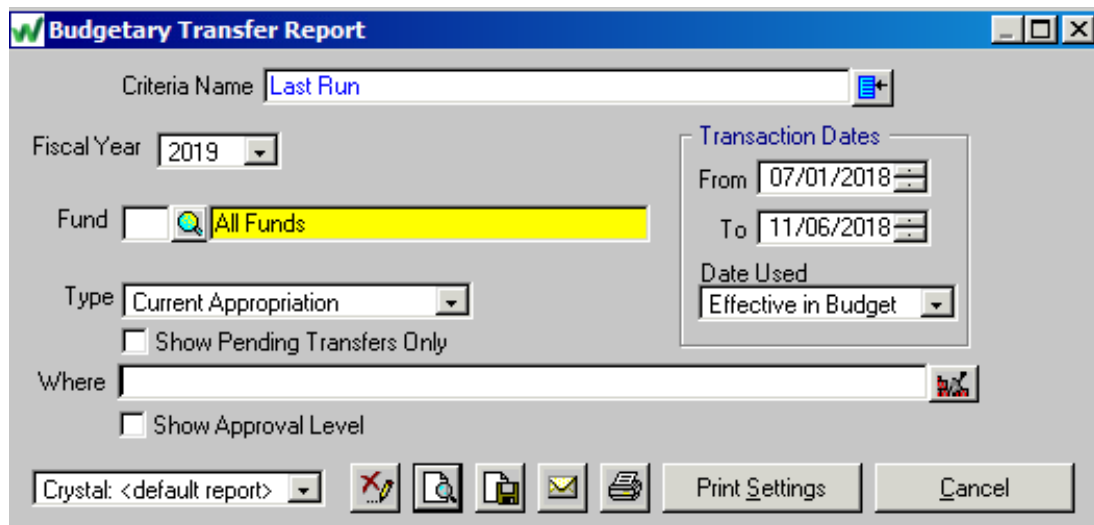 Budgetary Transfer Report
Criteria Name Last Run
Fiscal Year 2019
Transaction Dates
From 07/01/2018
Fund All Funds
To 11/06/2018
Date Used
Type Current Appropriation
Effective in Budget
Show Pending Transfers Only
Where
Show Approval Level
Crystal: <default report> Print Settings Cancel